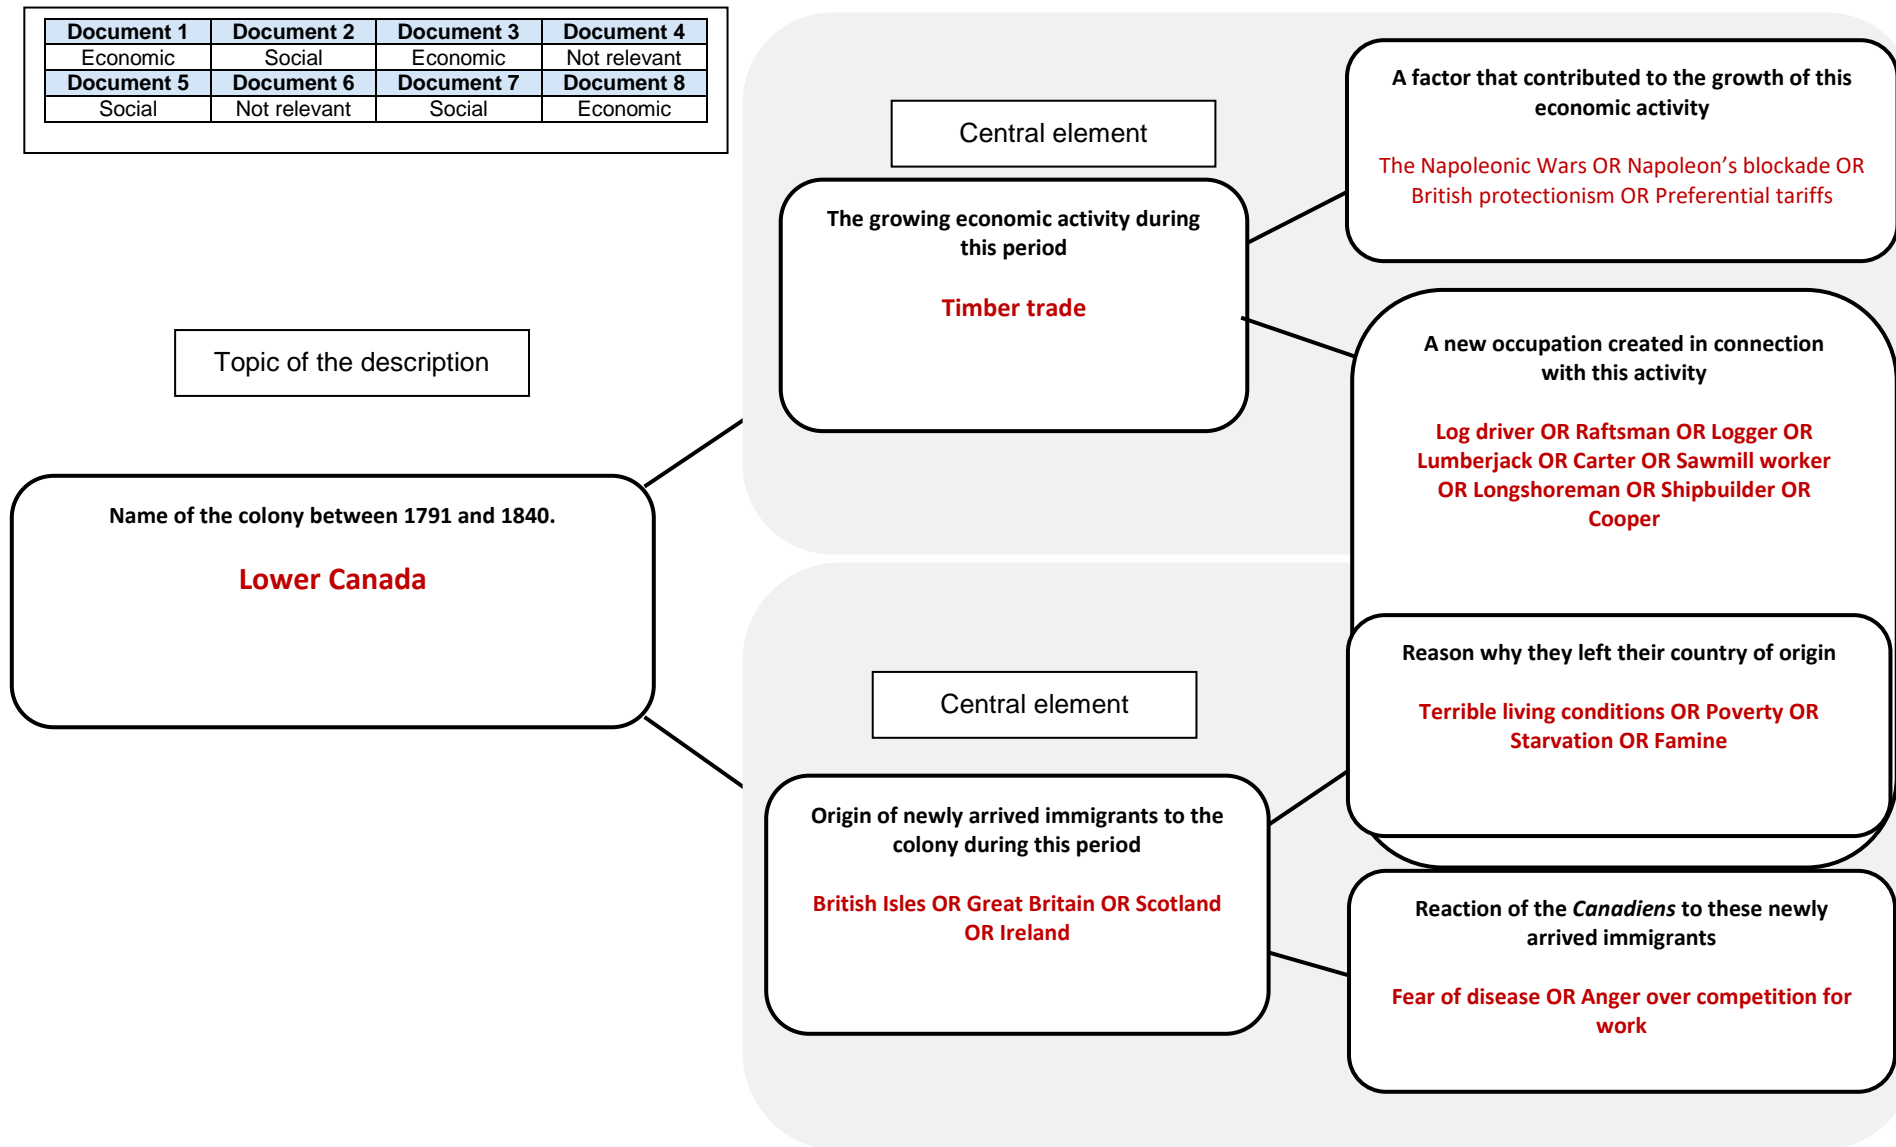 Document 1 Document 2 Document 3 Document 4
Economic Social Economic Not relevant
Document 5 Document 6 Document 7 Document 8
Social Not relevant Social Economic
Topic of the description
Name of the colony between 1791 and 1840.
Lower Canada
Central element
The growing economic activity during
this period
Timber trade
A factor that contributed to the growth of this
economic activity
The Napoleonic Wars OR Napoleon’s blockade OR
British protectionism OR Preferential tariffs
A new occupation created in connection
with this activity
Log driver OR Raftsman OR Logger OR
Lumberjack OR Carter OR Sawmill worker
OR Longshoreman OR Shipbuilder OR
Cooper
Central element
Origin of newly arrived immigrants to the
colony during this period
British Isles OR Great Britain OR Scotland
OR Ireland
Reason why they left their country of origin
Terrible living conditions OR Poverty OR
Starvation OR Famine
Reaction of the Canadiens to these newly
arrived immigrants
Fear of disease OR Anger over competition for
work